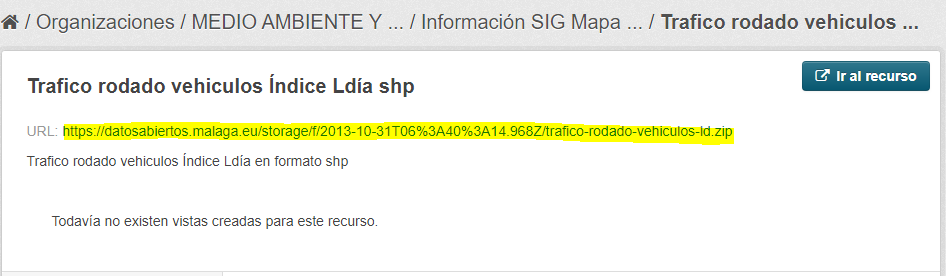 / Organizaciones / MEDIO AMBIENTE Y ... / Información SIG Mapa ... / Trafico rodado vehiculos ...
Trafico rodado vehiculos Índice Ldía shp
Ir al recurso
URL: https://datosabiertos.malaga.eu/storage/f/2013-10-31T06%3A40%3A14.968Z/trafico-rodado-vehiculos-ld.zip
Trafico rodado vehiculos Índice Ldía en formato shp
Todavía no existen vistas creadas para este recurso.